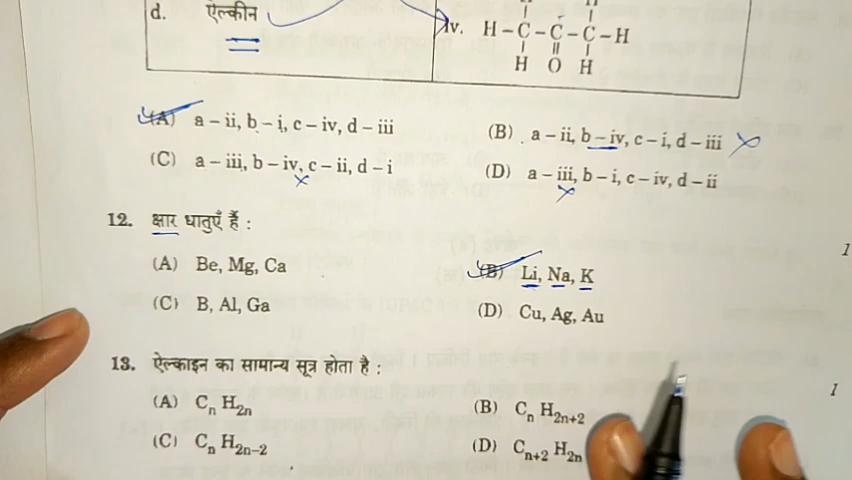 d. ऐल्कीन
iv. H – C – C – C – H
H O H
(A) a – ii, b – i, c – iv, d – iii
(B) a – ii, b – iv, c – i, d – iii
(C) a – iii, b – iv, c – ii, d – i
(D) a – iii, b – i, c – iv, d – ii
12. क्षार धातुएँ हैं :
1
(A) Be, Mg, Ca
(B) Li, Na, K
(C) B, Al, Ga
(D) Cu, Ag, Au
13. ऐल्काइन का सामान्य सूत्र होता है :
1
(A) CₙH₂ₙ
(B) CₙH₂ₙ₊₂
(C) CₙH₂ₙ₋₂
(D) Cₙ₊₂H₂ₙ